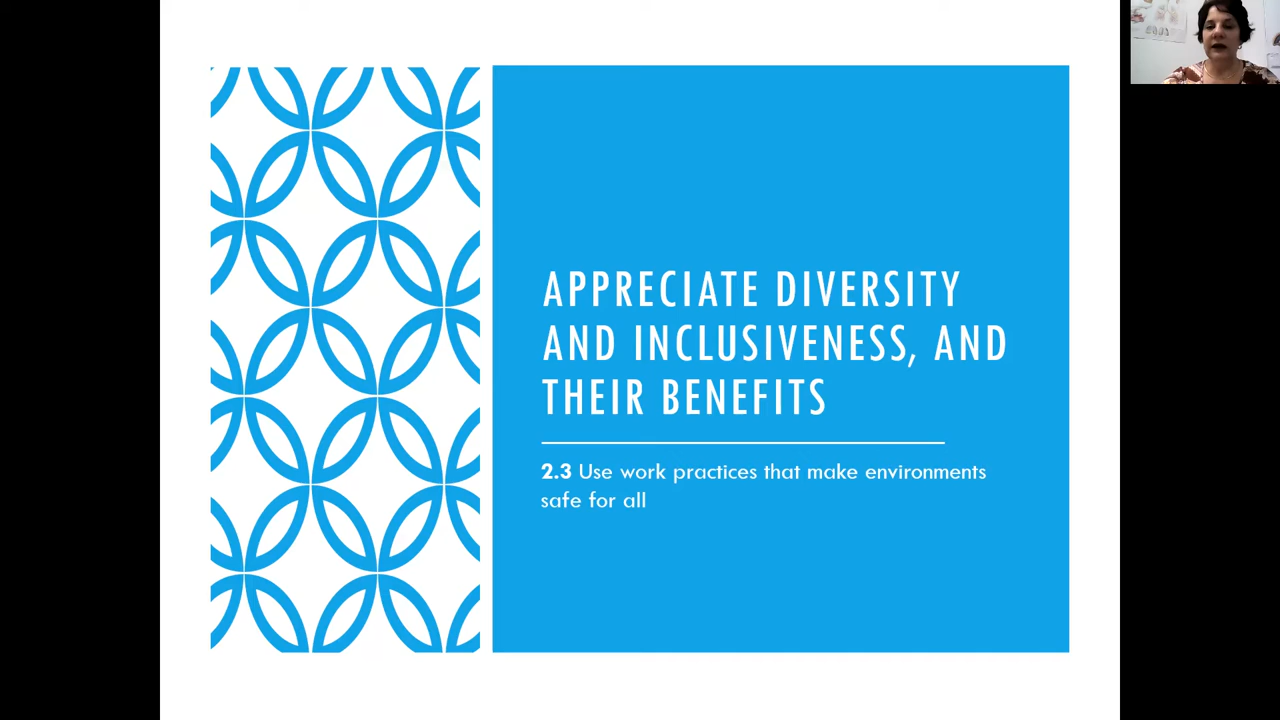 APPRECIATE DIVERSITY
AND INCLUSIVENESS, AND
THEIR BENEFITS
2.3 Use work practices that make environments
safe for all